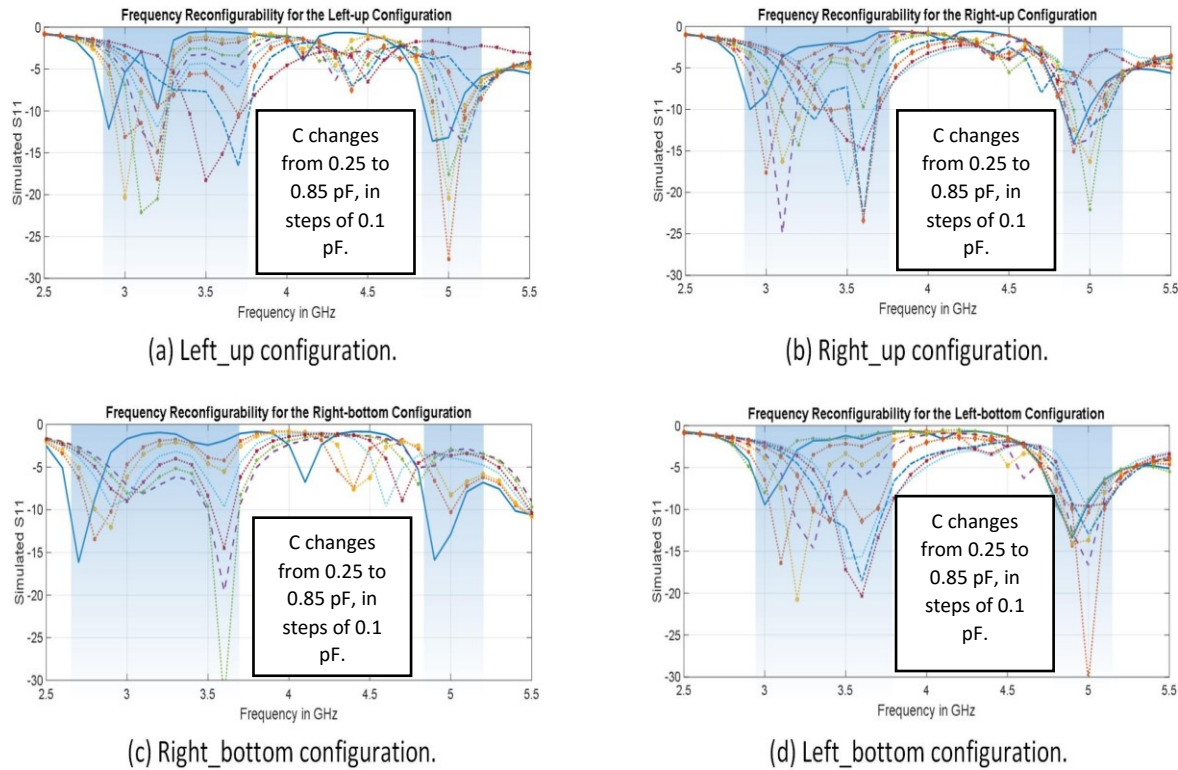 Frequency Reconfigurability for the Left-up Configuration
0
-5
-10
-15
-20
-25
-30
Simulated S11
C changes
from 0.25 to
0.85 pF, in
steps of 0.1
pF.
2.5 3 3.5 4 4.5 5 5.5
Frequency in GHz
(a) Left_up configuration.
Frequency Reconfigurability for the Right-up Configuration
0
-5
-10
-15
-20
-25
-30
Simulated S11
C changes
from 0.25 to
0.85 pF, in
steps of 0.1
pF.
2.5 3 3.5 4 4.5 5 5.5
Frequency in GHz
(b) Right_up configuration.
Frequency Reconfigurability for the Right-bottom Configuration
0
-5
-10
-15
-20
-25
-30
Simulated S11
C changes
from 0.25 to
0.85 pF, in
steps of 0.1
pF.
2.5 3 3.5 4 4.5 5 5.5
Frequency in GHz
(c) Right_bottom configuration.
Frequency Reconfigurability for the Left-bottom Configuration
0
-5
-10
-15
-20
-25
-30
Simulated S11
C changes
from 0.25 to
0.85 pF, in
steps of 0.1
pF.
2.5 3 3.5 4 4.5 5 5.5
Frequency in GHz
(d) Left_bottom configuration.